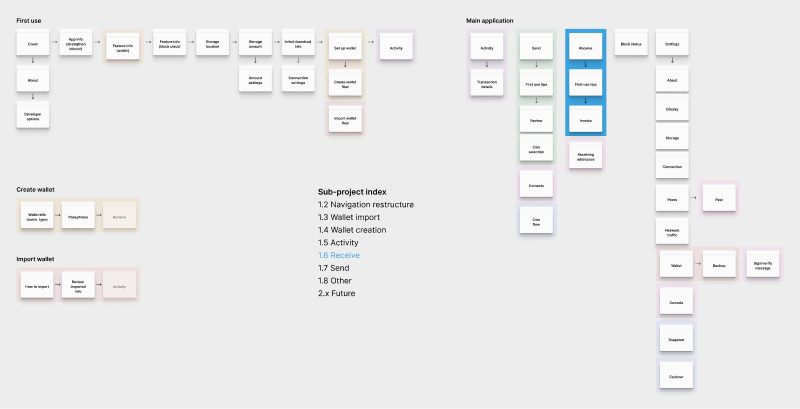 First use
Cover
App info
(strengthen
bitcoin)
Feature info
(wallet)
Feature info
(block clock)
Storage
location
Storage
amount
Initial download
info
Set up wallet
Activity
About
Developer
options
Amount
settings
Connection
settings
Create wallet
flow
Import wallet
flow
Main application
Activity
Transaction
details
Send
First use tips
Review
Coin
selection
Contacts
Coin
flow
Receive
First use tips
Invoice
Receiving
addresses
Block status
Settings
About
Display
Storage
Connection
Peers
Peer
Network
traffic
Wallet
Backup
Sign/verify
message
Console
Snapshot
Explorer
Create wallet
Wallet info
(name, type)
Passphrase
Receive
Import wallet
How to import
Review
imported
info
Activity
Sub-project index
1.2 Navigation restructure
1.3 Wallet import
1.4 Wallet creation
1.5 Activity
1.6 Receive
1.7 Send
1.8 Other
2.x Future